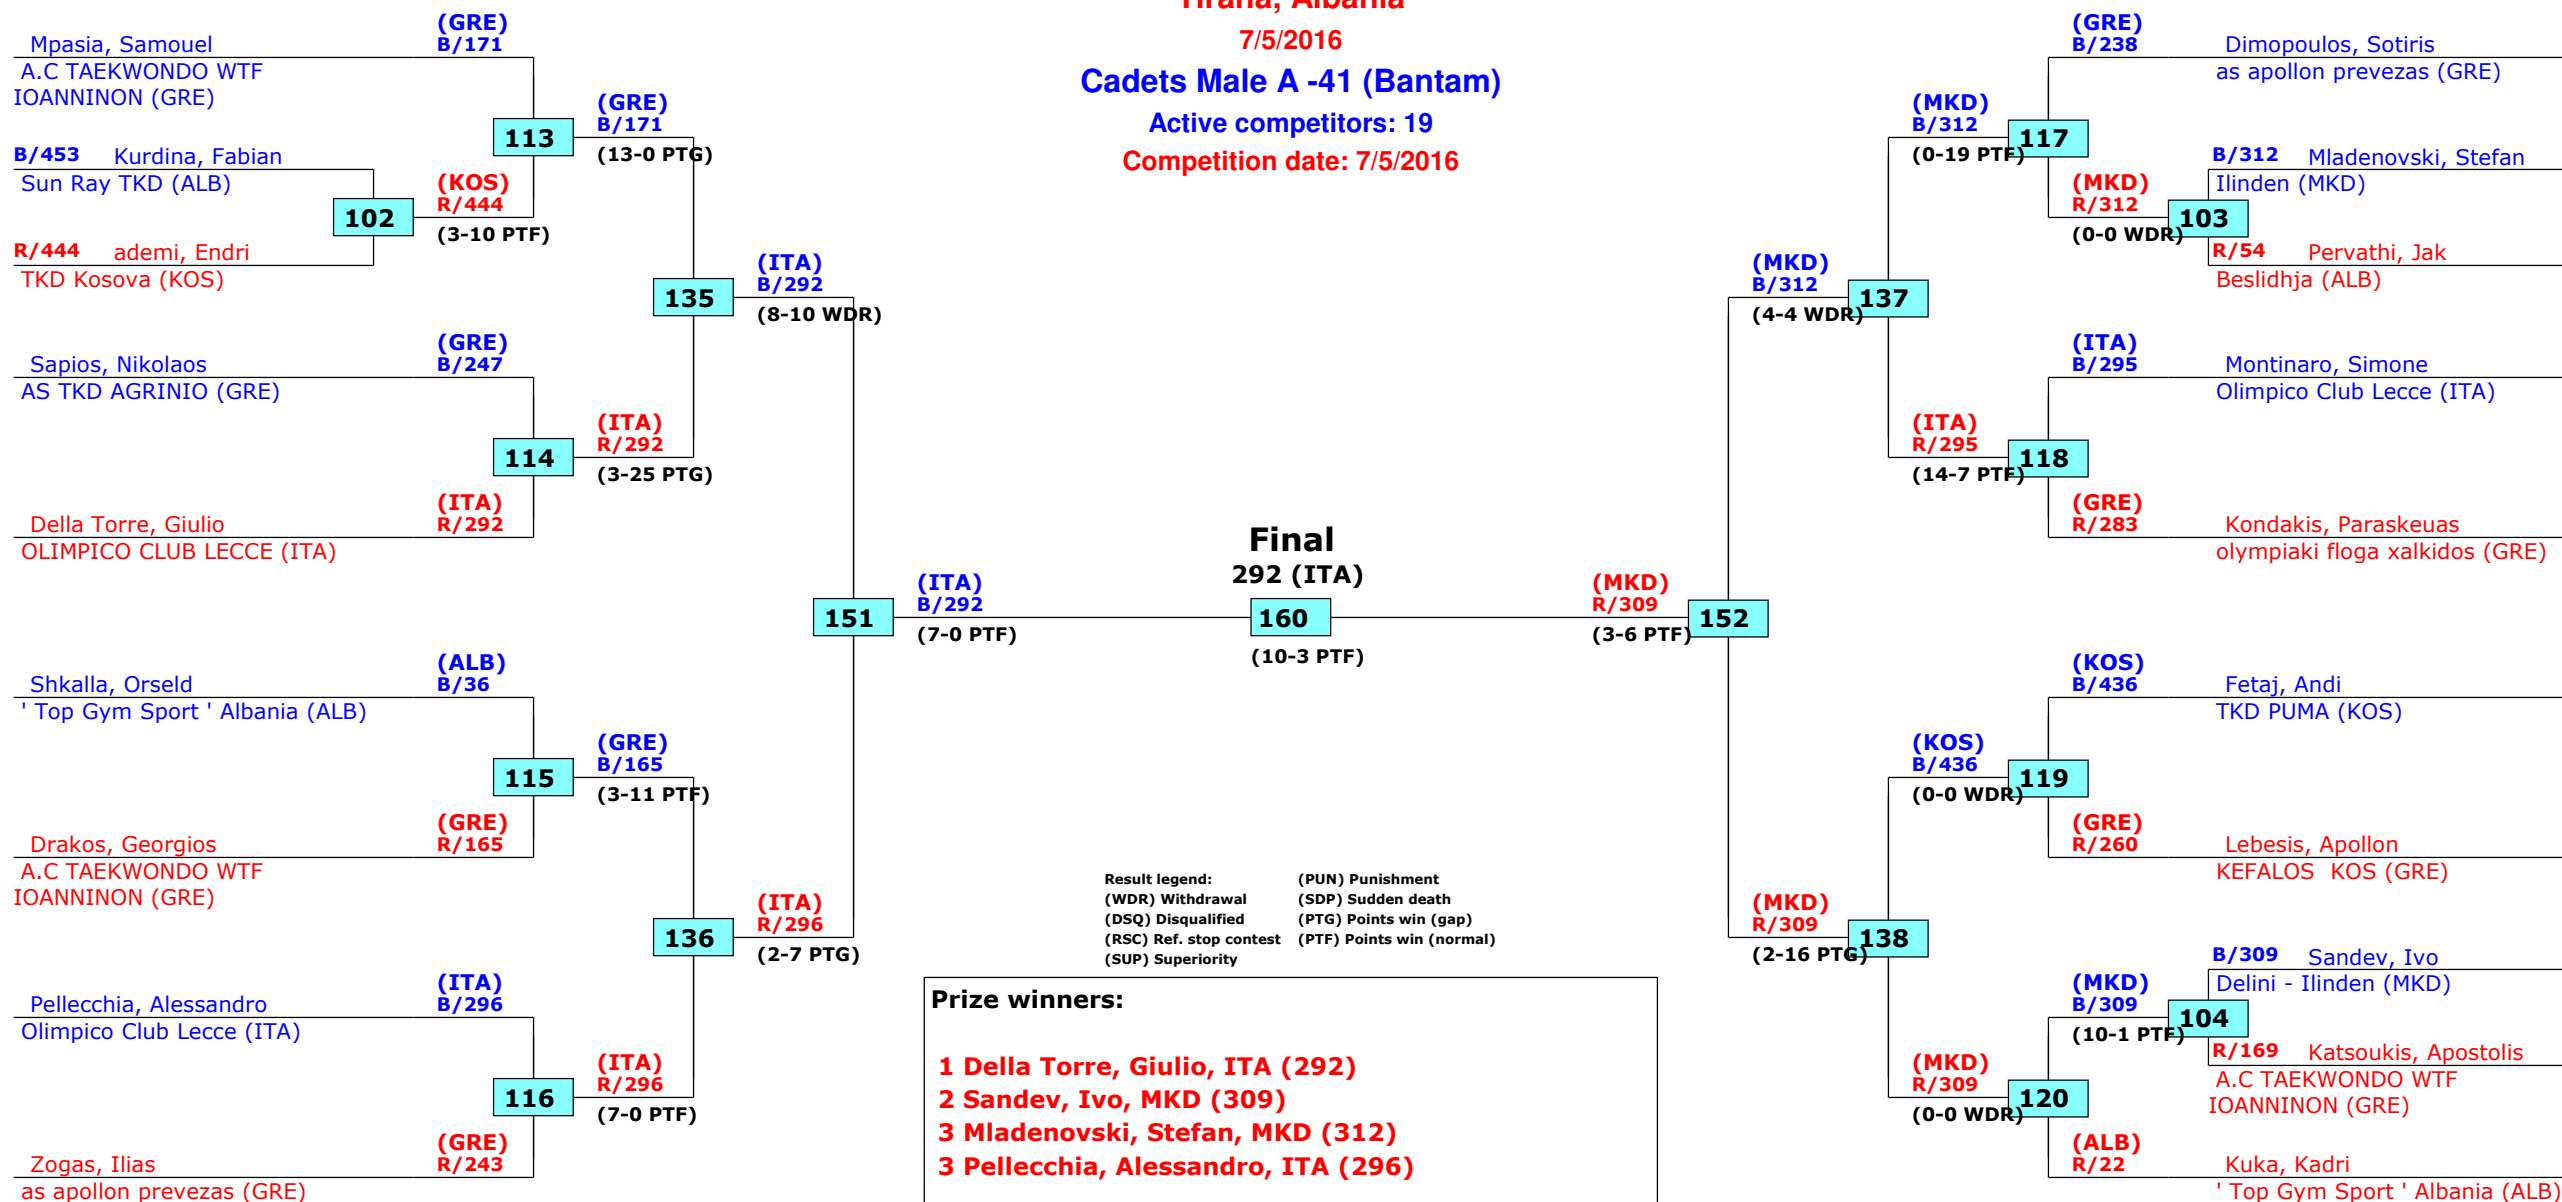 Tirana, Albania
7/5/2016
Cadets Male A -41 (Bantam)
Active competitors: 19
Competition date: 7/5/2016
(GRE)
Mpasia, Samouel B/171
A.C TAEKWONDO WTF
IOANNINON (GRE)
B/453 Kurdina, Fabian
Sun Ray TKD (ALB)
102
R/444 ademi, Endri
TKD Kosova (KOS)
(KOS)
R/444
(3-10 PTF)
113
(GRE)
B/171
(13-0 PTG)
(GRE)
Sapios, Nikolaos B/247
AS TKD AGRINIO (GRE)
114
(ITA)
Della Torre, Giulio R/292
OLIMPICO CLUB LECCE (ITA)
(ITA)
R/292
(3-25 PTG)
135
(ITA)
B/292
(8-10 WDR)
(ALB)
Shkalla, Orseld B/36
' Top Gym Sport ' Albania (ALB)
115
(GRE)
Drakos, Georgios R/165
A.C TAEKWONDO WTF
IOANNINON (GRE)
(GRE)
B/165
(3-11 PTF)
(ITA)
Pellecchia, Alessandro B/296
Olimpico Club Lecce (ITA)
116
(GRE)
Zogas, Ilias R/243
as apollon prevezas (GRE)
(ITA)
R/296
(7-0 PTF)
136
(ITA)
R/296
(2-7 PTG)
151
(ITA)
B/292
(7-0 PTF)
Final
292 (ITA)
160
(10-3 PTF)
(MKD)
R/309
(3-6 PTF)
152
(MKD)
B/312
(4-4 WDR)
137
(MKD)
B/312
(0-19 PTF)
117
(GRE)
B/238 Dimopoulos, Sotiris
as apollon prevezas (GRE)
(MKD)
R/312
(0-0 WDR)
103
B/312 Mladenovski, Stefan
Ilinden (MKD)
R/54 Pervathi, Jak
Beslidhja (ALB)
(ITA)
R/295
(14-7 PTF)
118
(ITA)
B/295 Montinaro, Simone
Olimpico Club Lecce (ITA)
(GRE)
R/283 Kondakis, Paraskeuas
olympiaki floga xalkidos (GRE)
(MKD)
R/309
(2-16 PTG)
138
(KOS)
B/436
(0-0 WDR)
119
(KOS)
B/436 Fetaj, Andi
TKD PUMA (KOS)
(GRE)
R/260 Lebesis, Apollon
KEFALOS KOS (GRE)
(MKD)
R/309
(0-0 WDR)
120
(MKD)
B/309
(10-1 PTF)
104
B/309 Sandev, Ivo
Delini - Ilinden (MKD)
R/169 Katsoukis, Apostolis
A.C TAEKWONDO WTF
IOANNINON (GRE)
(ALB)
R/22 Kuka, Kadri
' Top Gym Sport ' Albania (ALB)
Result legend: (PUN) Punishment
(WDR) Withdrawal (SDP) Sudden death
(DSQ) Disqualified (PTG) Points win (gap)
(RSC) Ref. stop contest (PTF) Points win (normal)
(SUP) Superiority
Prize winners:
1 Della Torre, Giulio, ITA (292)
2 Sandev, Ivo, MKD (309)
3 Mladenovski, Stefan, MKD (312)
3 Pellecchia, Alessandro, ITA (296)